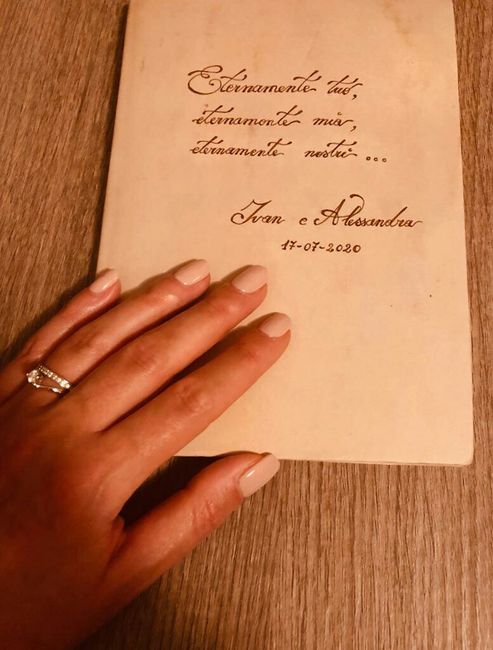 Eternamente tuo,
eternamente mia,
eternamente nostri ...
Ivan e Alessandra
17-07-2020